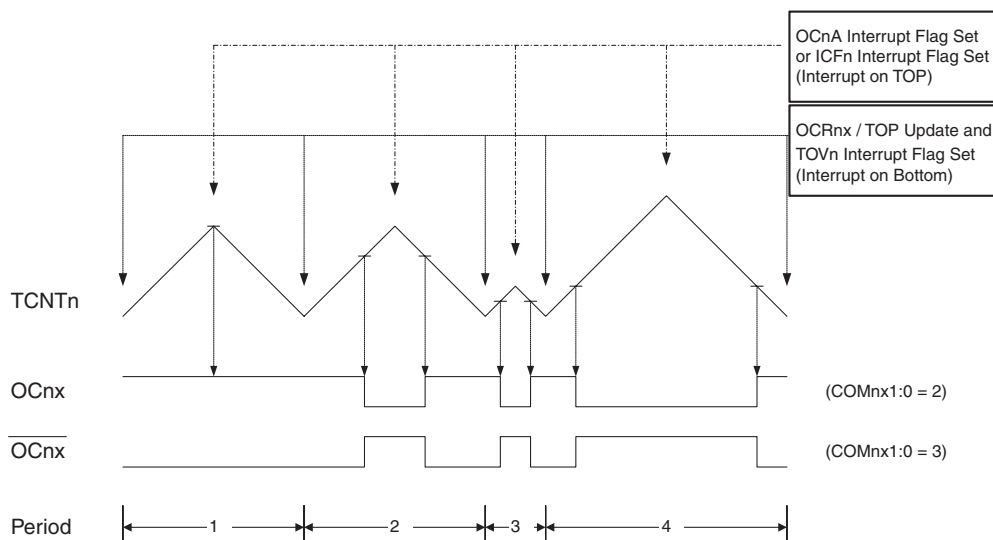 OCnA Interrupt Flag Set
or ICFn Interrupt Flag Set
(Interrupt on TOP)
OCRnx / TOP Update and
TOVn Interrupt Flag Set
(Interrupt on Bottom)
TCNTn
OCnx
(COMnx1:0 = 2)
OCnx
(COMnx1:0 = 3)
Period
1
2
3
4